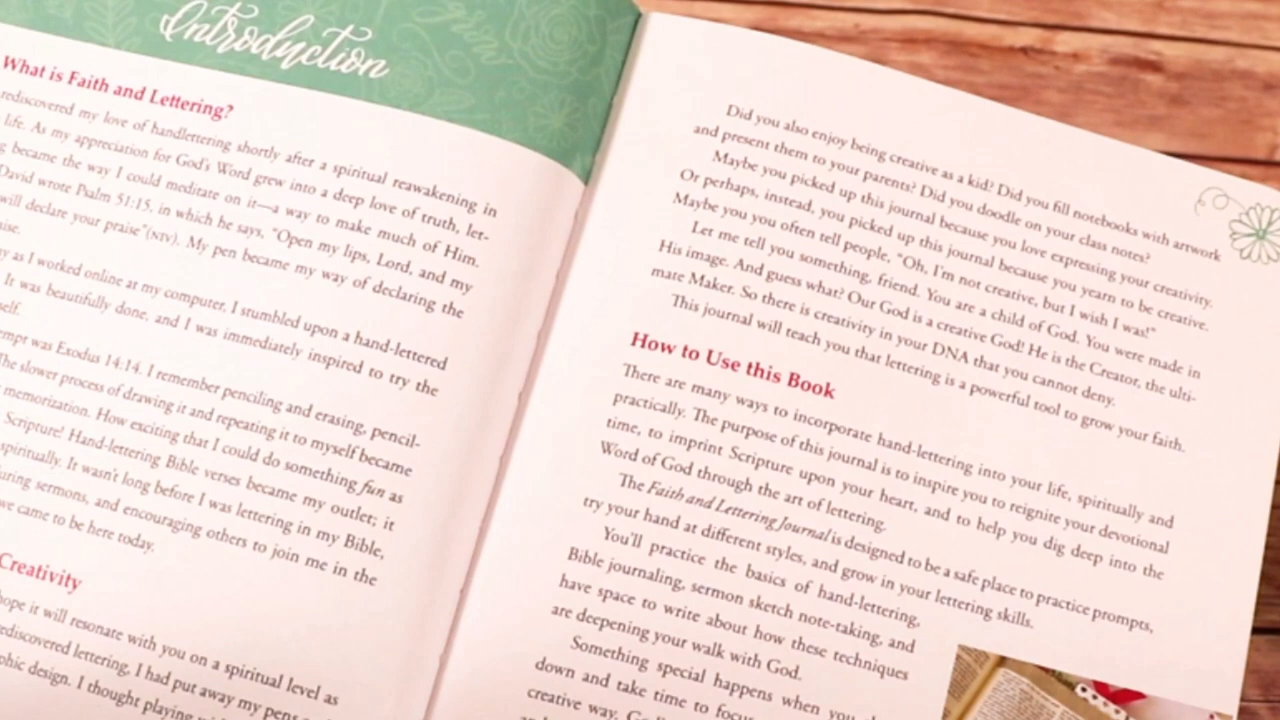 Introduction
What is Faith and Lettering?
rediscovered my love of handlettering shortly after a spiritual reawakening in
life. As my appreciation for God's Word grew into a deep love of truth, let-
became the way I could meditate on it—a way to make much of Him.
David wrote Psalm 51:15, in which he says, "Open my lips, Lord, and my
will declare your praise" (NIV). My pen became my way of declaring the
as I worked online at my computer, I stumbled upon a hand-lettered
It was beautifully done, and I was immediately inspired to try the
was Exodus 14:14. I remember penciling and erasing, pencil-
The slower process of drawing it and repeating it to myself became
memorization. How exciting that I could do something fun as
Scripture! Hand-lettering Bible verses became my outlet; it
spiritually. It wasn't long before I was lettering in my Bible,
sermons, and encouraging others to join me in the
we came to be here today.
Creativity
hope it will resonate with you on a spiritual level as
rediscovered lettering, I had put away my pens
design. I thought playing
Did you also enjoy being creative as a kid? Did you fill notebooks with artwork
and present them to your parents? Did you doodle on your class notes?
Maybe you picked up this journal because you love expressing your creativity.
Or perhaps, instead, you picked up this journal because you yearn to be creative.
Maybe you you often tell people, "Oh, I'm not creative, but I wish I was!"
Let me tell you something, friend. You are a child of God. You were made in
His image. And guess what? Our God is a creative God! He is the Creator, the ulti-
mate Maker. So there is creativity in your DNA that you cannot deny.
This journal will teach you that lettering is a powerful tool to grow your faith.
How to Use this Book
There are many ways to incorporate hand-lettering into your life, spiritually and
practically. The purpose of this journal is to inspire you to reignite your devotional
time, to imprint Scripture upon your heart, and to help you dig deep into the
Word of God through the art of lettering.
The Faith and Lettering Journal is designed to be a safe place to practice prompts,
try your hand at different styles, and grow in your lettering skills.
You'll practice the basics of hand-lettering,
Bible journaling, sermon sketch note-taking, and
have space to write about how these techniques
are deepening your walk with God.
Something special happens when you
down and take time to focus
creative way.